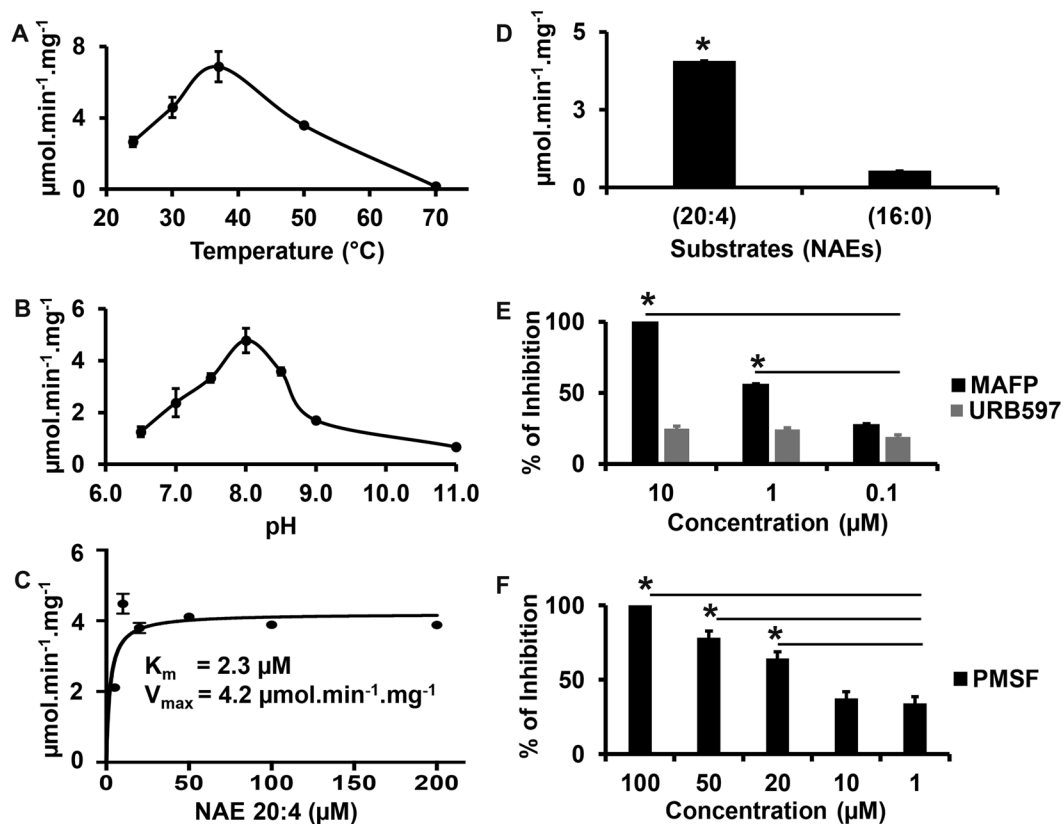 A
µmol.min⁻¹.mg⁻¹
8
4
0
20 30 40 50 60 70
Temperature (°C)
B
µmol.min⁻¹.mg⁻¹
6
4
2
0
6.0 7.0 8.0 9.0 10.0 11.0
pH
C
µmol.min⁻¹.mg⁻¹
6
4
2
0
Km = 2.3 µM
Vmax = 4.2 µmol.min⁻¹.mg⁻¹
0 50 100 150 200
NAE 20:4 (µM)
D
µmol.min⁻¹.mg⁻¹
5
3
0
*
(20:4) (16:0)
Substrates (NAEs)
E
% of Inhibition
100
50
0
*
*
MAFP
URB597
10 1 0.1
Concentration (µM)
F
% of Inhibition
100
50
0
*
*
*
PMSF
100 50 20 10 1
Concentration (µM)